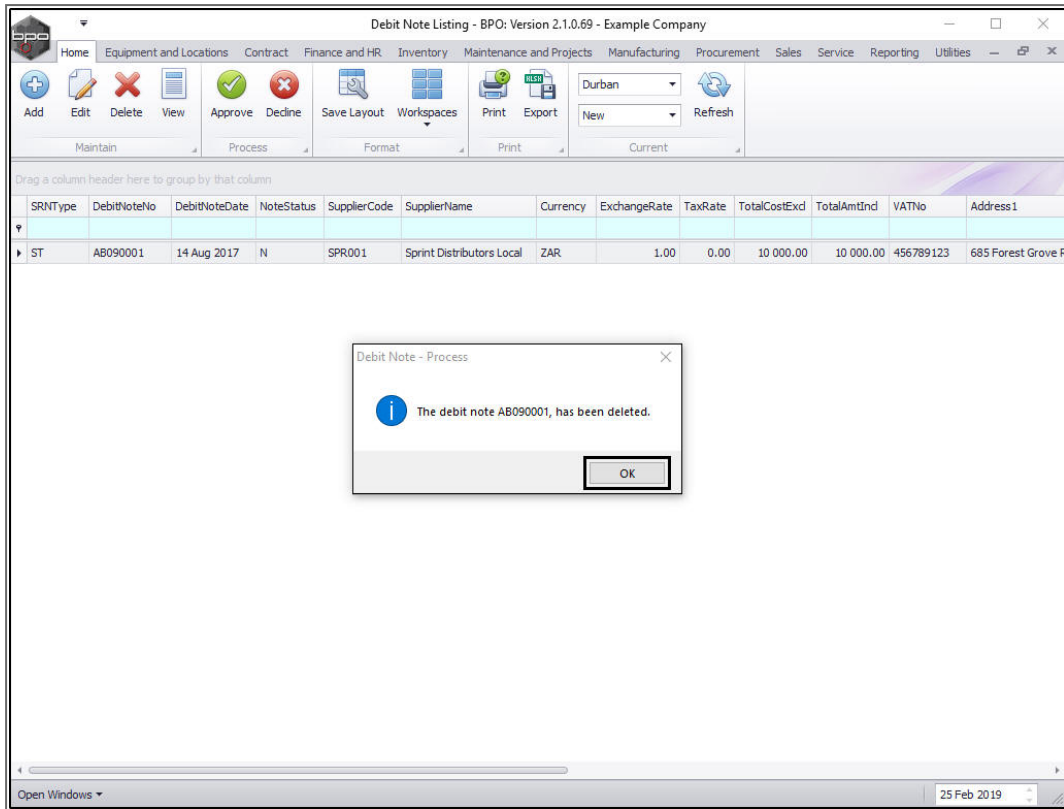 Debit Note Listing - BPO: Version 2.1.0.69 - Example Company
bpo
Home Equipment and Locations Contract Finance and HR Inventory Maintenance and Projects Manufacturing Procurement Sales Service Reporting Utilities
Add Edit Delete View Approve Decline Save Layout Workspaces Print Export Durban Refresh
New
Maintain Process Format Print Current
Drag a column header here to group by that column
SRNType DebitNoteNo DebitNoteDate NoteStatus SupplierCode SupplierName Currency ExchangeRate TaxRate TotalCostExcl TotalAmtIncl VATNo Address1
ST AB090001 14 Aug 2017 N SPR001 Sprint Distributors Local ZAR 1.00 0.00 10 000.00 10 000.00 456789123 685 Forest Grove R
Debit Note - Process
The debit note AB090001, has been deleted.
OK
Open Windows 25 Feb 2019